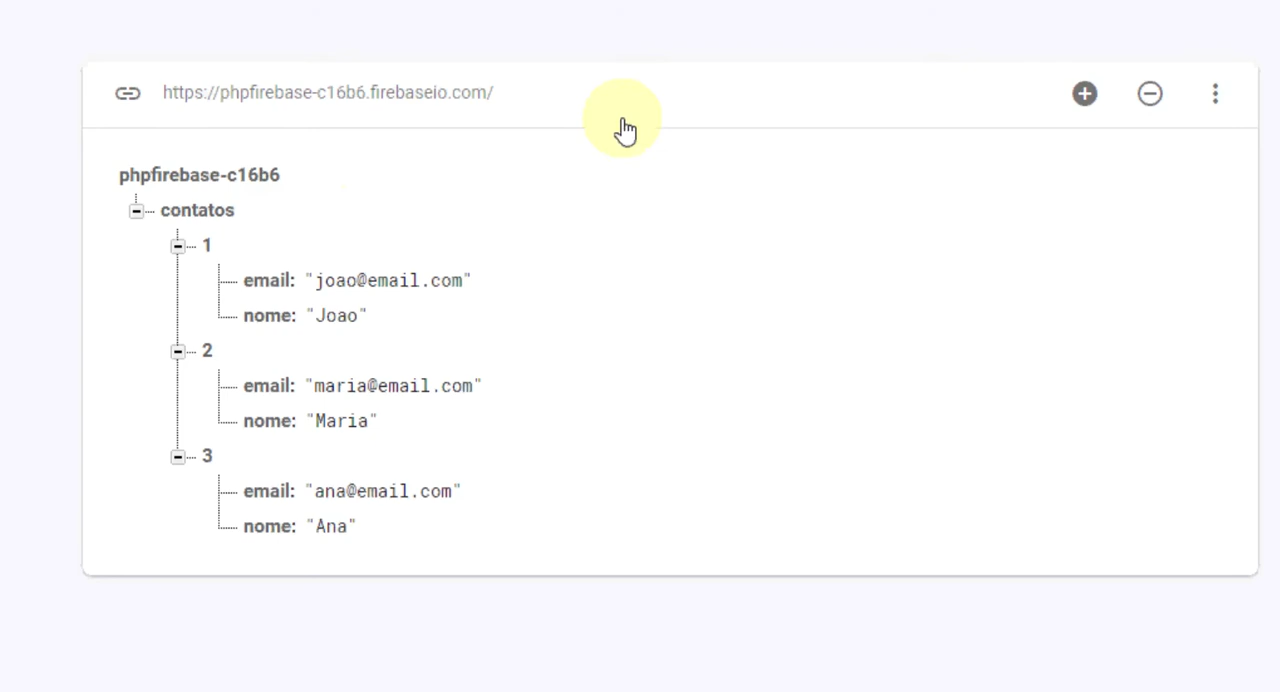 https://phpfirebase-c16b6.firebaseio.com/
phpfirebase-c16b6
contatos
1
email: "joao@email.com"
nome: "Joao"
2
email: "maria@email.com"
nome: "Maria"
3
email: "ana@email.com"
nome: "Ana"